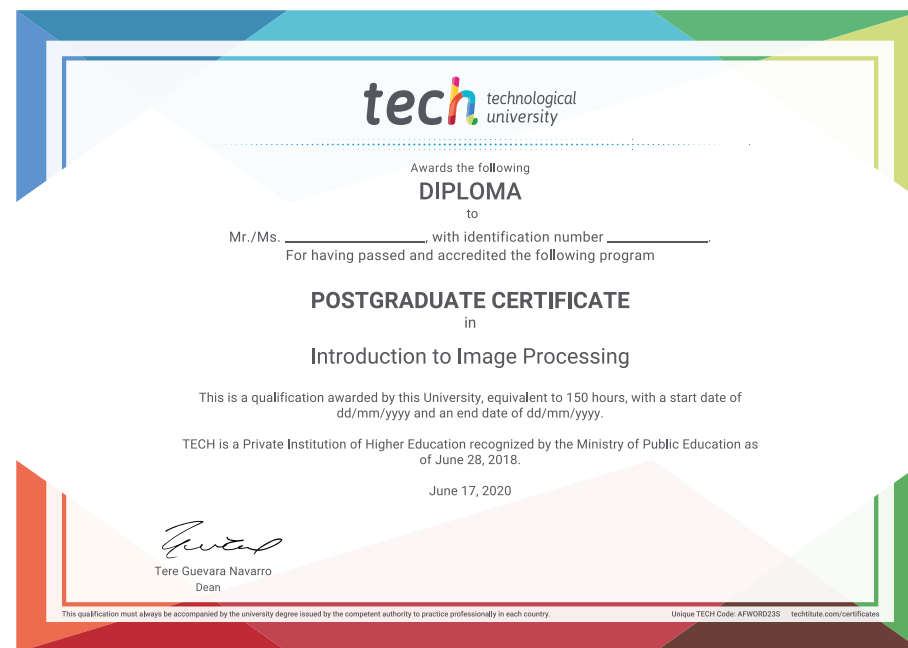 tech technological
university
Awards the following
DIPLOMA
to
Mr./Ms. ____________________, with identification number ______________.
For having passed and accredited the following program
POSTGRADUATE CERTIFICATE
in
Introduction to Image Processing
This is a qualification awarded by this University, equivalent to 150 hours, with a start date of
dd/mm/yyyy and an end date of dd/mm/yyyy.
TECH is a Private Institution of Higher Education recognized by the Ministry of Public Education as
of June 28, 2018.
June 17, 2020
Tere Guevara Navarro
Dean
This qualification must always be accompanied by the university degree issued by the competent authority to practice professionally in each country. Unique TECH Code: AFWORD23S techtitute.com/certificates